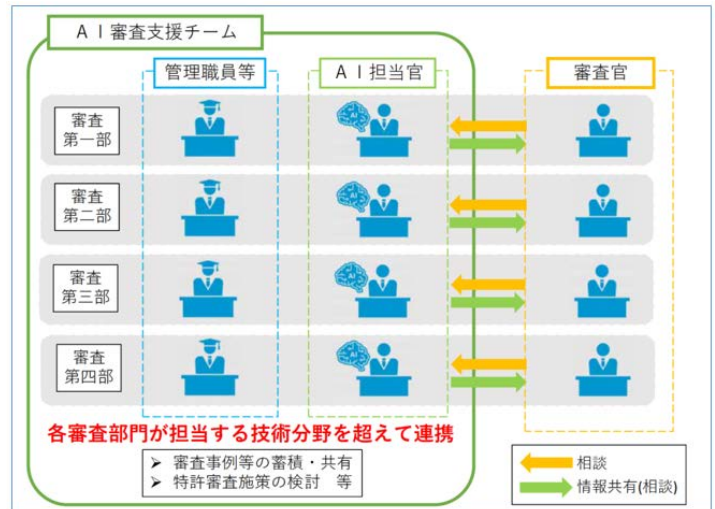 ＡＩ審査支援チーム
管理職員等
ＡＩ担当官
審査官
審査
第一部
審査
第二部
審査
第三部
審査
第四部
各審査部門が担当する技術分野を超えて連携
➢ 審査事例等の蓄積・共有
➢ 特許審査施策の検討　等
相談
情報共有(相談)